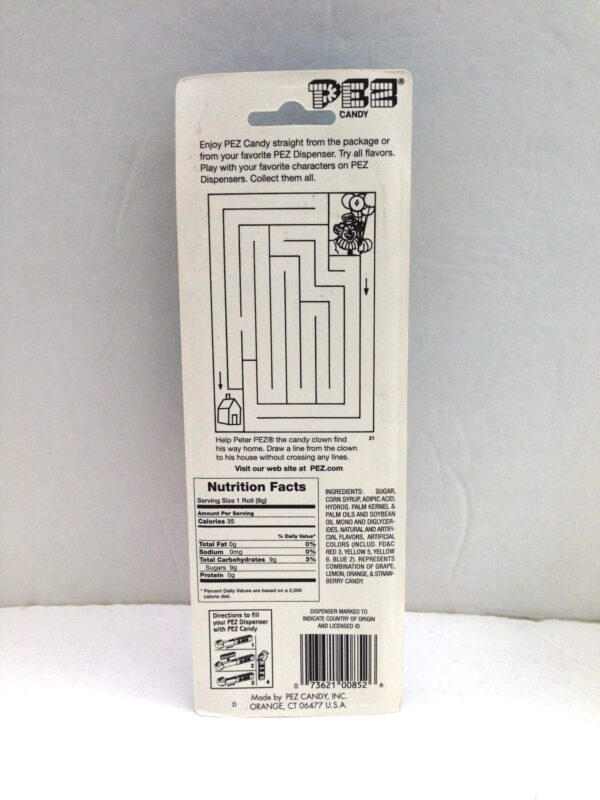 PEZ®
CANDY
Enjoy PEZ Candy straight from the package or
from your favorite PEZ Dispenser. Try all flavors.
Play with your favorite characters on PEZ
Dispensers. Collect them all.
Help Peter PEZ® the candy clown find
his way home. Draw a line from the clown
to his house without crossing any lines.
21
Visit our web site at PEZ.com
Nutrition Facts
Serving Size 1 Roll (9g)
Amount Per Serving
Calories 35
% Daily Value*
Total Fat 0g 0%
Sodium 0mg 0%
Total Carbohydrates 9g 3%
Sugars 9g
Protein 0g
* Percent Daily Values are based on a 2,000
calorie diet.
INGREDIENTS: SUGAR,
CORN SYRUP, ADIPIC ACID,
HYDROG. PALM KERNEL &
PALM OILS AND SOYBEAN
OIL MONO AND DIGLYCER-
IDES, NATURAL AND ARTIFI-
CIAL FLAVORS, ARTIFICIAL
COLORS (INCLUD. FD&C
RED 3, YELLOW 5, YELLOW
6, BLUE 2). REPRESENTS
COMBINATION OF GRAPE,
LEMON, ORANGE, & STRAW-
BERRY CANDY.
Directions to fill
your PEZ Dispenser
with PEZ Candy
1
2
3
4
DISPENSER MARKED TO
INDICATE COUNTRY OF ORIGIN
AND LICENSED ©
0 73621 00852 6
Made by PEZ CANDY, INC.
D ORANGE, CT 06477 U.S.A.